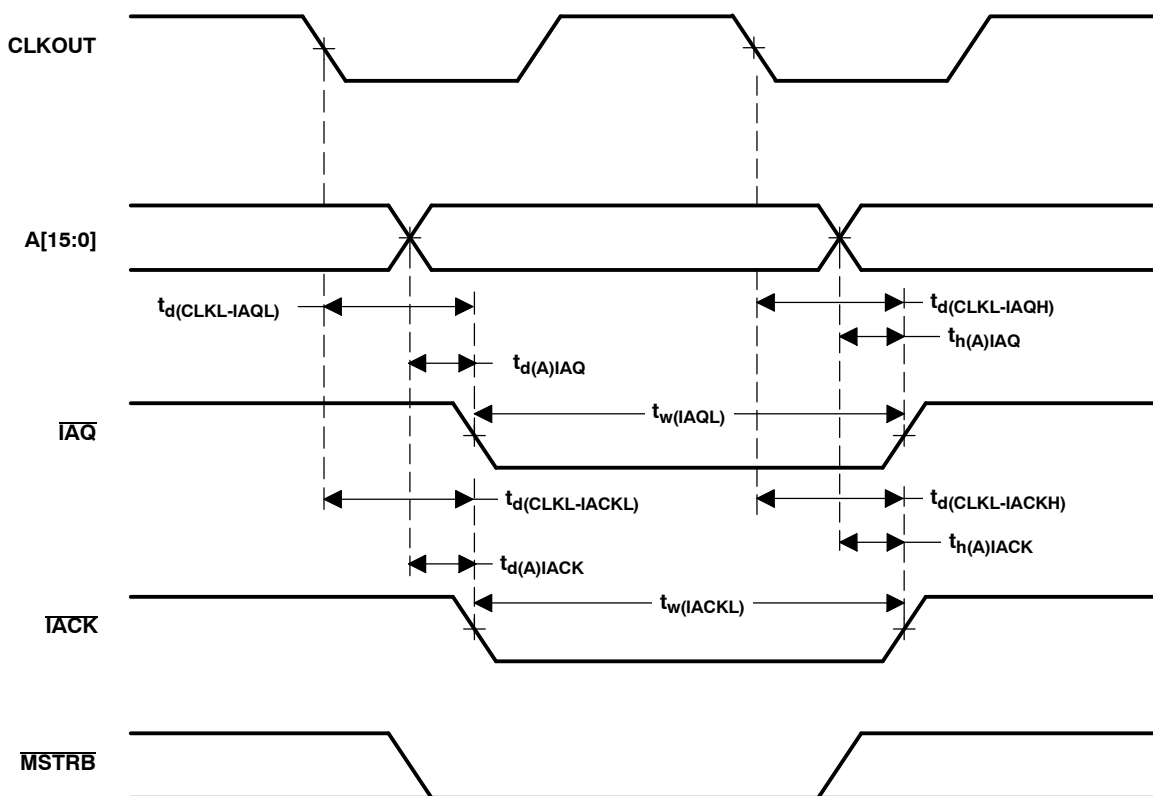 CLKOUT
A[15:0]
td(CLKL-IAQL)
td(CLKL-IAQH)
th(A)IAQ
td(A)IAQ
tw(IAQL)
IAQ
td(CLKL-IACKL)
td(CLKL-IACKH)
th(A)IACK
td(A)IACK
tw(IACKL)
IACK
MSTRB